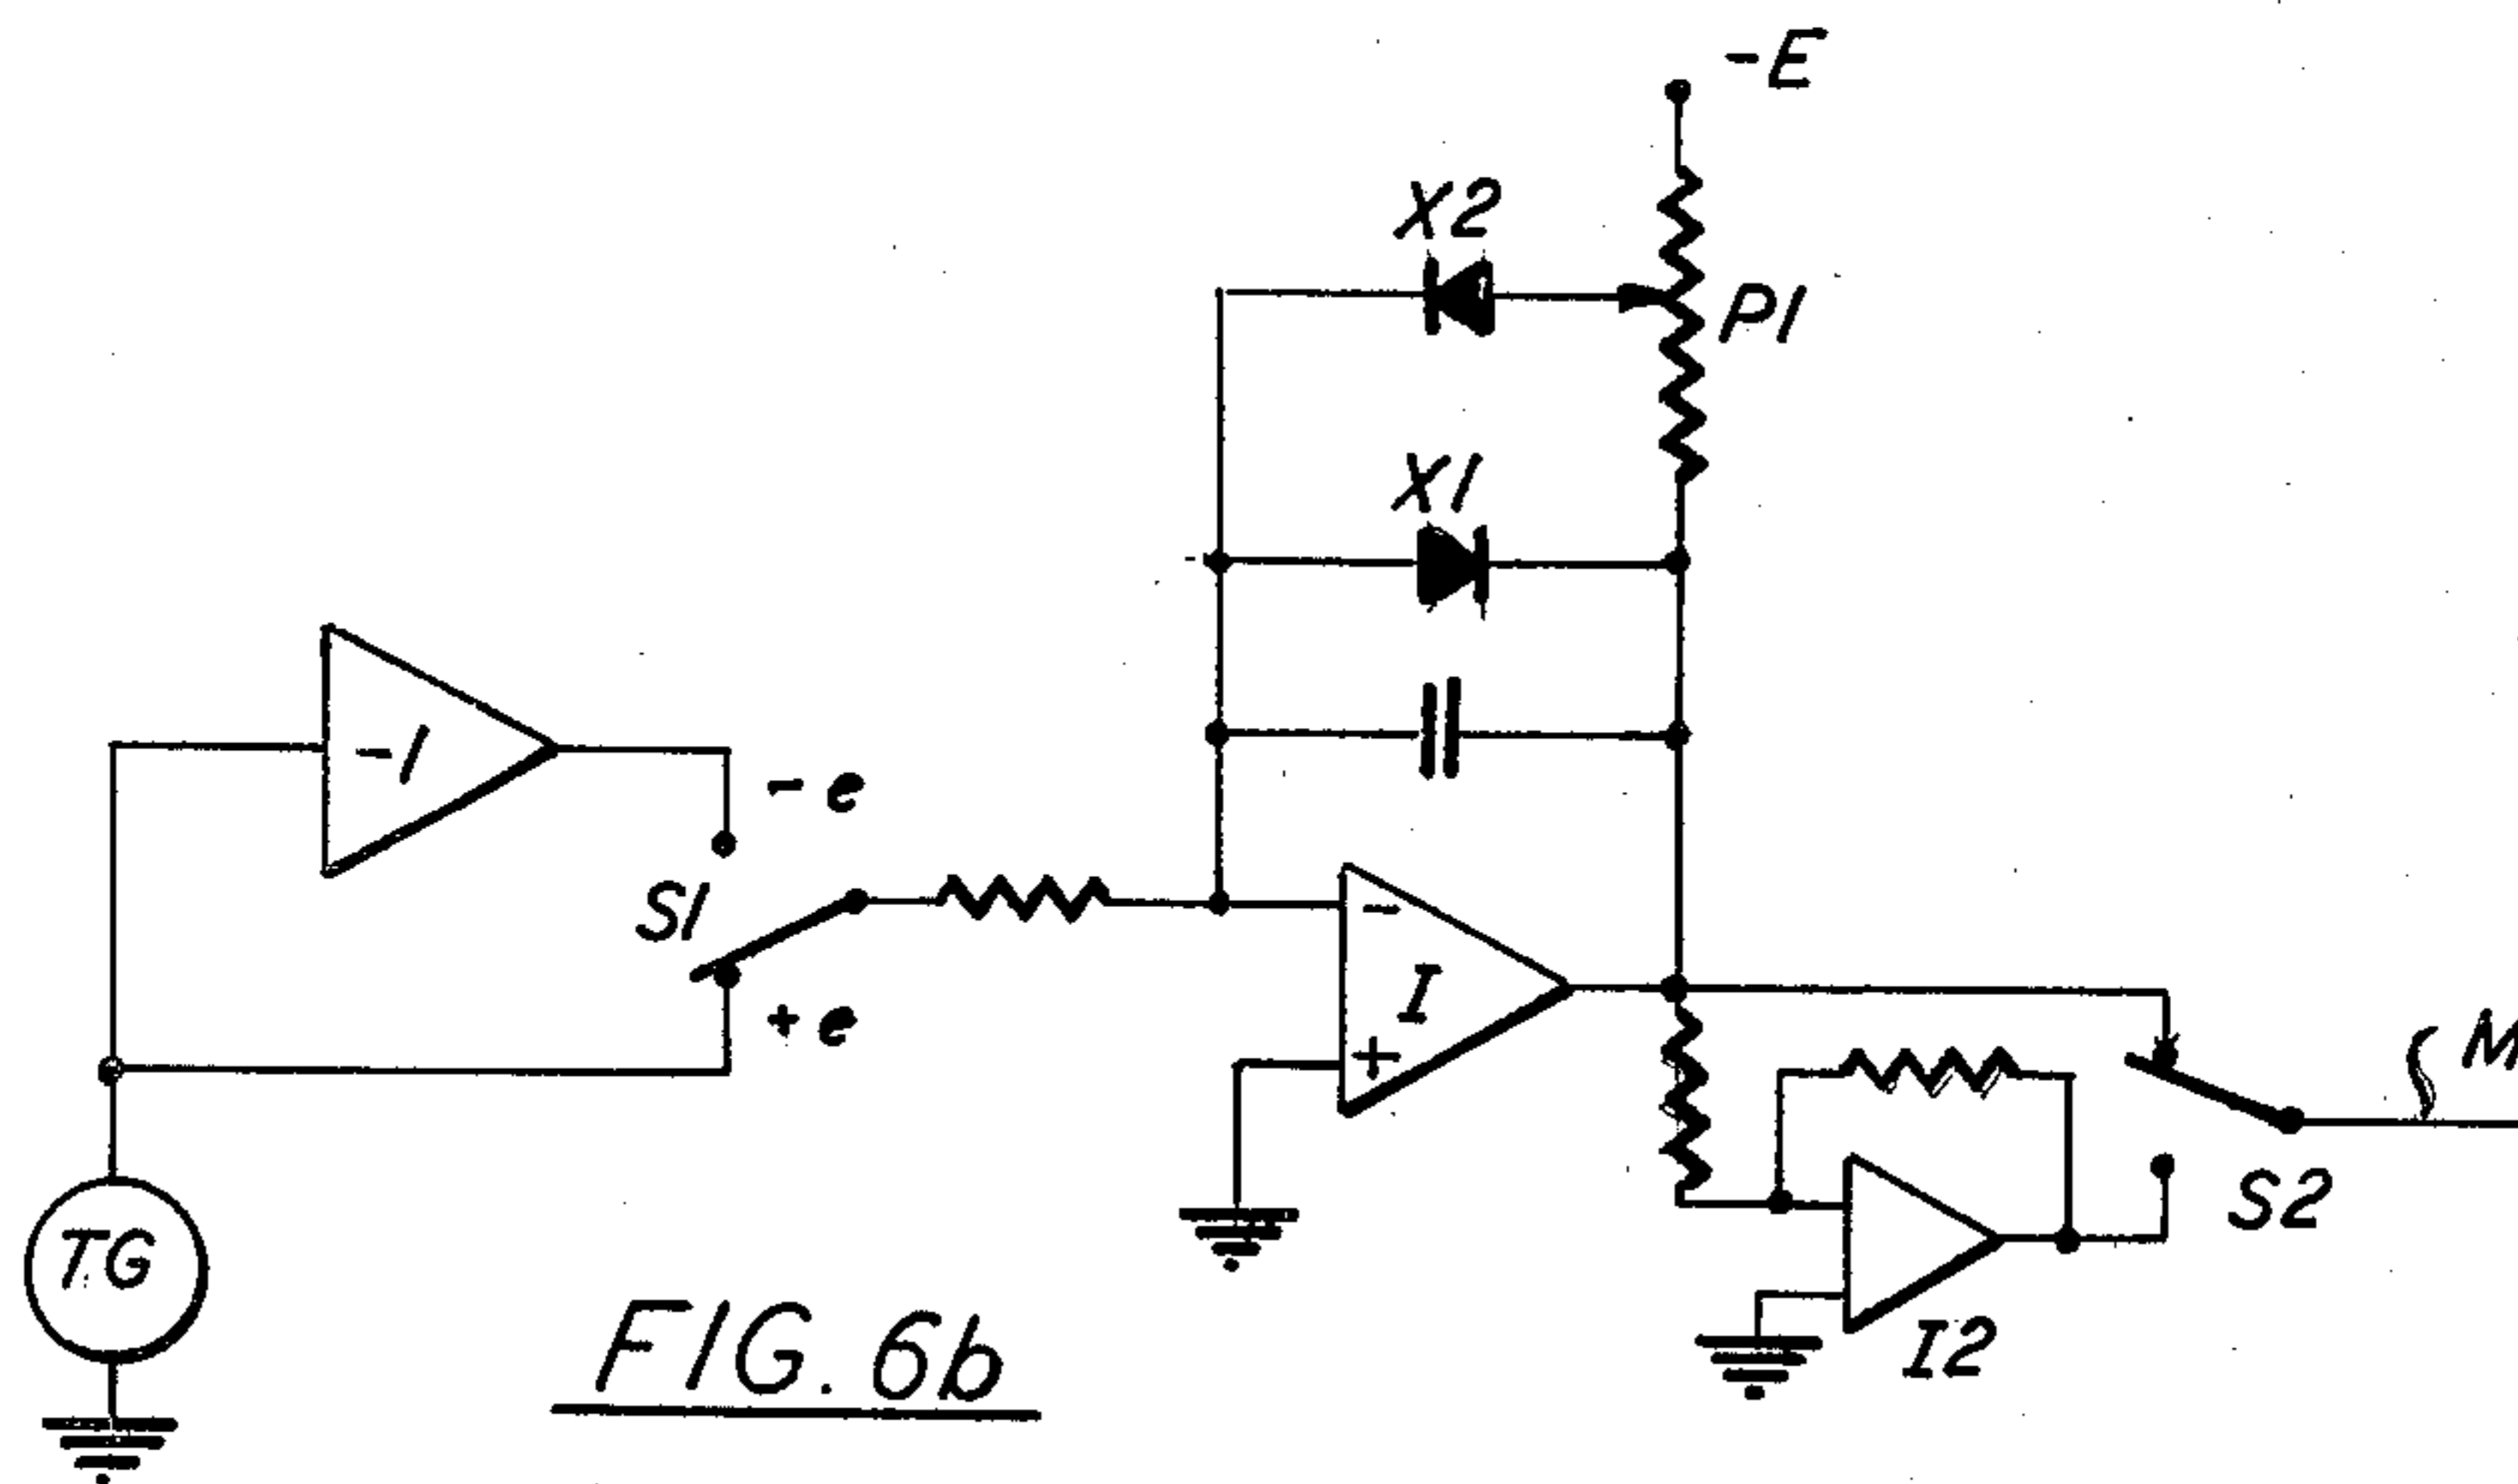 -E
X2
P1
X1
-1
-e
S1
-
I
+
+e
M
S2
TG
I2
FIG. 6b